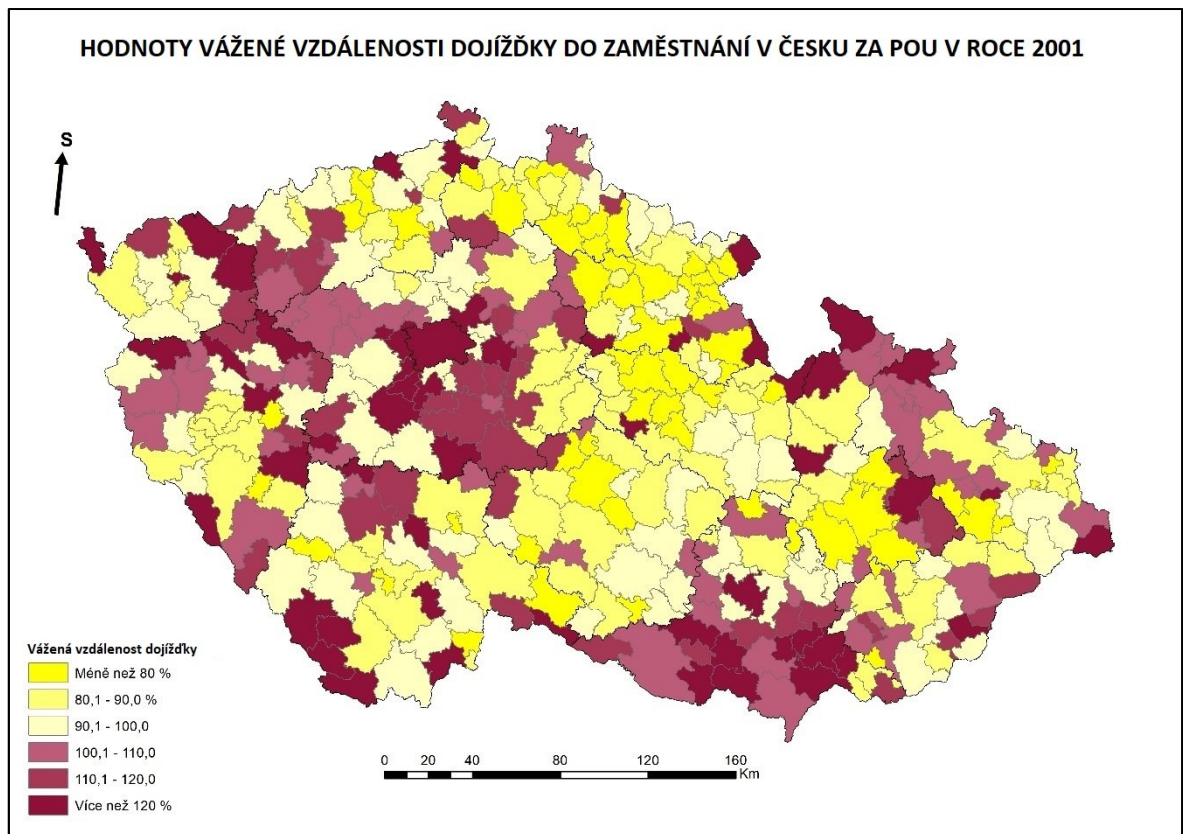 HODNOTY VÁŽENÉ VZDÁLENOSTI DOJÍŽĎKY DO ZAMĚSTNÁNÍ V ČESKU ZA POU V ROCE 2001
S
Vážená vzdálenost dojížďky
Méně než 80 %
80,1 - 90,0 %
90,1 - 100,0
100,1 - 110,0
110,1 - 120,0
Více než 120 %
0 20 40 80 120 160
Km